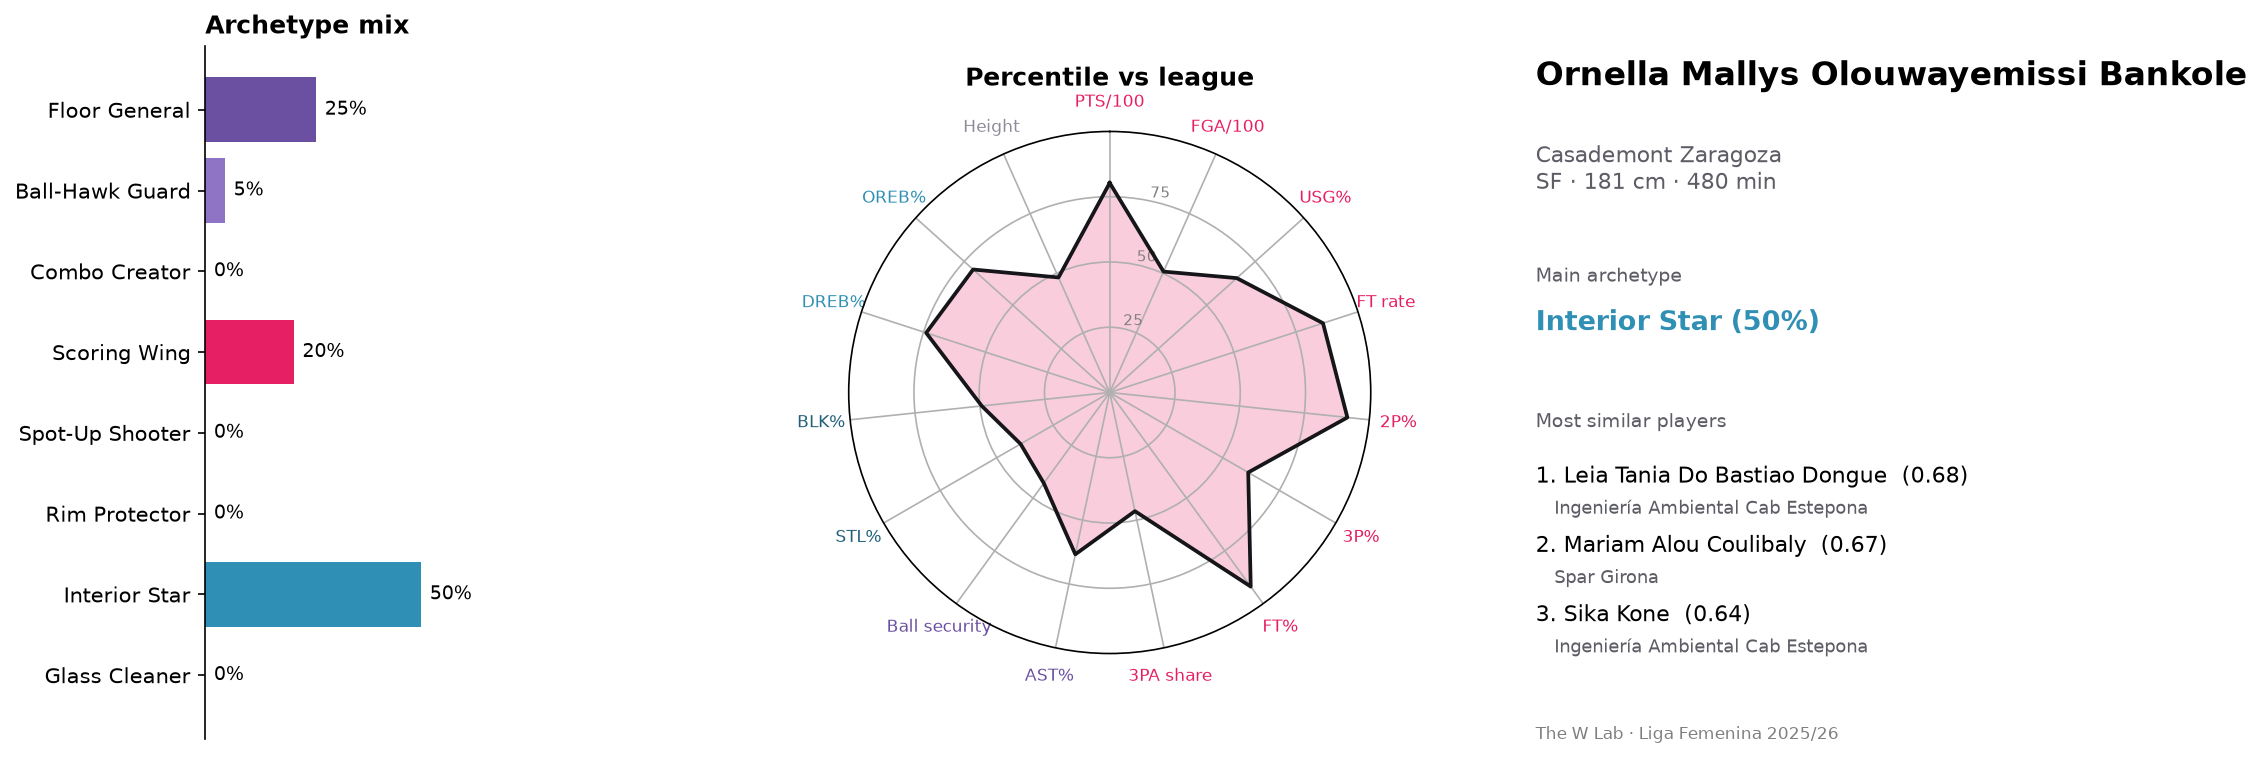 Archetype mix
Floor General
25%
Ball-Hawk Guard
5%
Combo Creator
0%
Scoring Wing
20%
Spot-Up Shooter
0%
Rim Protector
0%
Interior Star
50%
Glass Cleaner
0%
Percentile vs league
PTS/100
FGA/100
USG%
FT rate
2P%
3P%
FT%
3PA share
AST%
Ball security
STL%
BLK%
DREB%
OREB%
Height
75
50
25
Ornella Mallys Olouwayemissi Bankole
Casademont Zaragoza
SF · 181 cm · 480 min
Main archetype
Interior Star (50%)
Most similar players
1. Leia Tania Do Bastiao Dongue (0.68)
Ingeniería Ambiental Cab Estepona
2. Mariam Alou Coulibaly (0.67)
Spar Girona
3. Sika Kone (0.64)
Ingeniería Ambiental Cab Estepona
The W Lab · Liga Femenina 2025/26